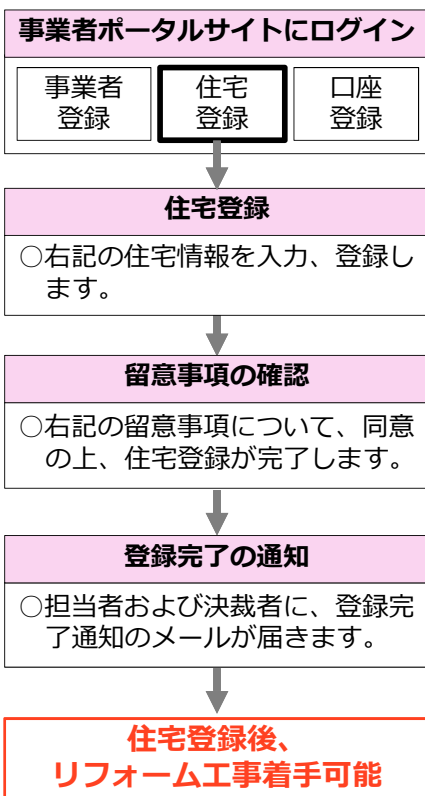 事業者ポータルサイトにログイン
事業者 住宅 口座
登録 登録 登録
住宅登録
○右記の住宅情報を入力、登録し
ます。
留意事項の確認
○右記の留意事項について、同意
の上、住宅登録が完了します。
登録完了の通知
○担当者および決裁者に、登録完
了通知のメールが届きます。
住宅登録後、
リフォーム工事着手可能